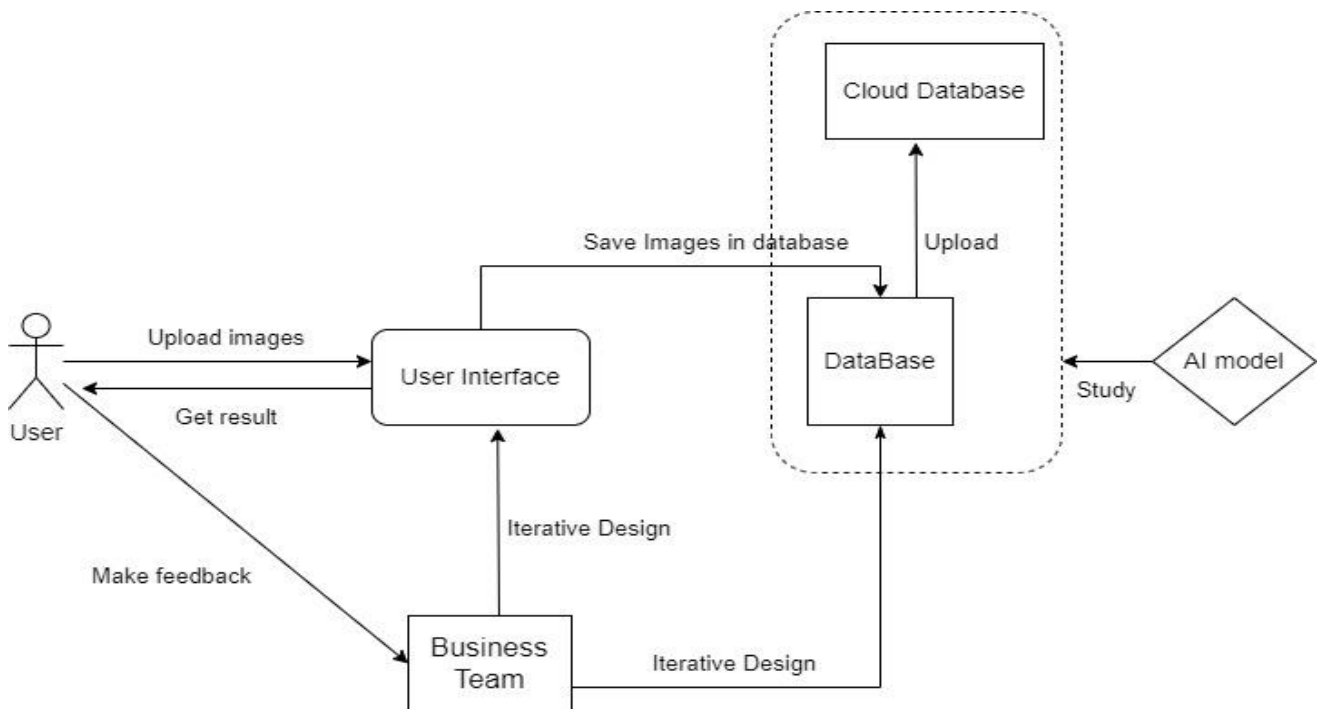 Cloud Database
Save Images in database
Upload
Upload images
User Interface
DataBase
AI model
Study
Get result
User
Iterative Design
Make feedback
Business
Team
Iterative Design